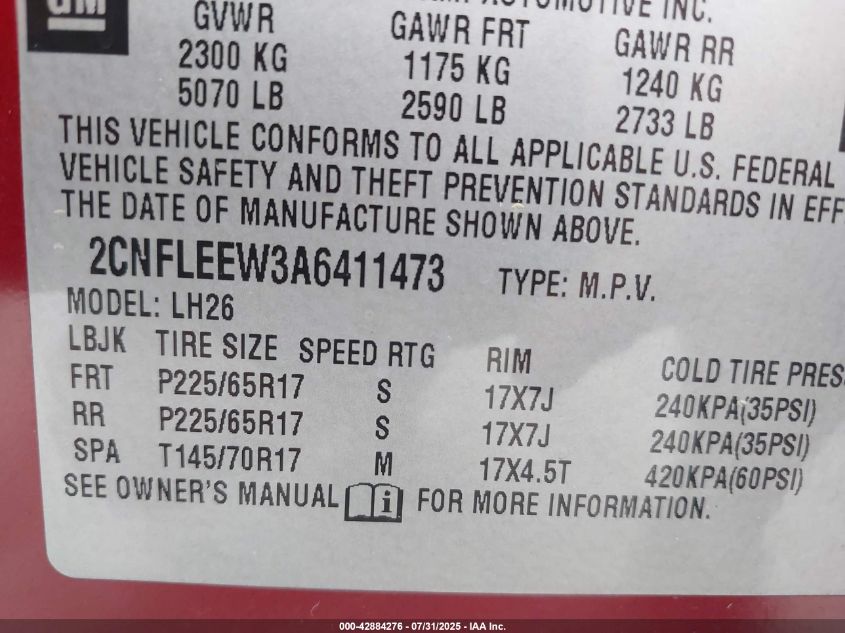 GM
AUTOMOTIVE INC.
GVWR GAWR FRT GAWR RR
2300 KG 1175 KG 1240 KG
5070 LB 2590 LB 2733 LB
THIS VEHICLE CONFORMS TO ALL APPLICABLE U.S. FEDERAL
VEHICLE SAFETY AND THEFT PREVENTION STANDARDS IN EFF
THE DATE OF MANUFACTURE SHOWN ABOVE.
2CNFLEEW3A6411473 TYPE: M.P.V.
MODEL: LH26
LBJK TIRE SIZE SPEED RTG RIM COLD TIRE PRES
FRT P225/65R17 S 17X7J 240KPA(35PSI)
RR P225/65R17 S 17X7J 240KPA(35PSI)
SPA T145/70R17 M 17X4.5T 420KPA(60PSI)
SEE OWNER'S MANUAL i FOR MORE INFORMATION.
000-42884276 - 07/31/2025 - IAA Inc.